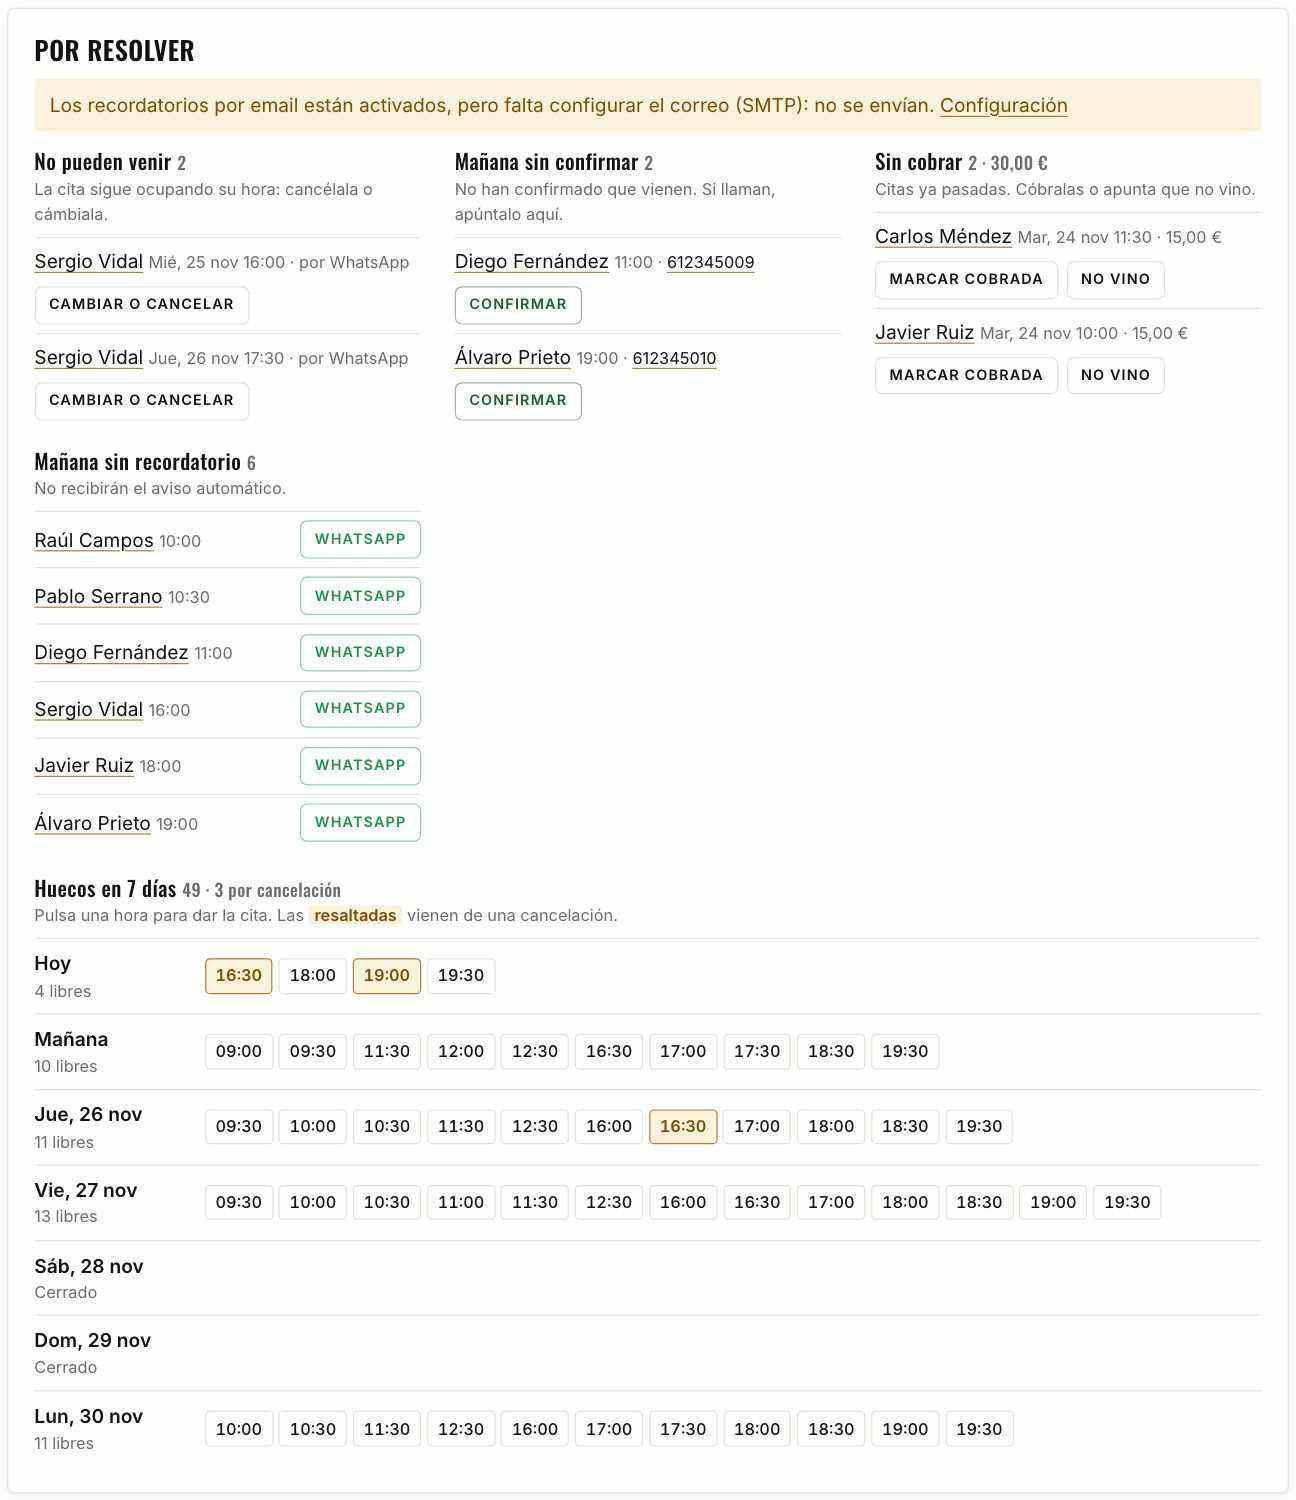 POR RESOLVER
Los recordatorios por email están activados, pero falta configurar el correo (SMTP): no se envían. Configuración
No pueden venir 2
La cita sigue ocupando su hora: cancélala o
cámbiala.
Sergio Vidal Mié, 25 nov 16:00 · por WhatsApp
CAMBIAR O CANCELAR
Sergio Vidal Jue, 26 nov 17:30 · por WhatsApp
CAMBIAR O CANCELAR
Mañana sin confirmar 2
No han confirmado que vienen. Si llaman,
apúntalo aquí.
Diego Fernández 11:00 · 612345009
CONFIRMAR
Álvaro Prieto 19:00 · 612345010
CONFIRMAR
Sin cobrar 2 · 30,00 €
Citas ya pasadas. Cóbralas o apunta que no vino.
Carlos Méndez Mar, 24 nov 11:30 · 15,00 €
MARCAR COBRADA NO VINO
Javier Ruiz Mar, 24 nov 10:00 · 15,00 €
MARCAR COBRADA NO VINO
Mañana sin recordatorio 6
No recibirán el aviso automático.
Raúl Campos 10:00 WHATSAPP
Pablo Serrano 10:30 WHATSAPP
Diego Fernández 11:00 WHATSAPP
Sergio Vidal 16:00 WHATSAPP
Javier Ruiz 18:00 WHATSAPP
Álvaro Prieto 19:00 WHATSAPP
Huecos en 7 días 49 · 3 por cancelación
Pulsa una hora para dar la cita. Las resaltadas vienen de una cancelación.
Hoy
4 libres
16:30 18:00 19:00 19:30
Mañana
10 libres
09:00 09:30 11:30 12:00 12:30 16:30 17:00 17:30 18:30 19:30
Jue, 26 nov
11 libres
09:30 10:00 10:30 11:30 12:30 16:00 16:30 17:00 18:00 18:30 19:30
Vie, 27 nov
13 libres
09:30 10:00 10:30 11:00 11:30 12:30 16:00 16:30 17:00 18:00 18:30 19:00 19:30
Sáb, 28 nov
Cerrado
Dom, 29 nov
Cerrado
Lun, 30 nov
11 libres
10:00 10:30 11:30 12:30 16:00 17:00 17:30 18:00 18:30 19:00 19:30